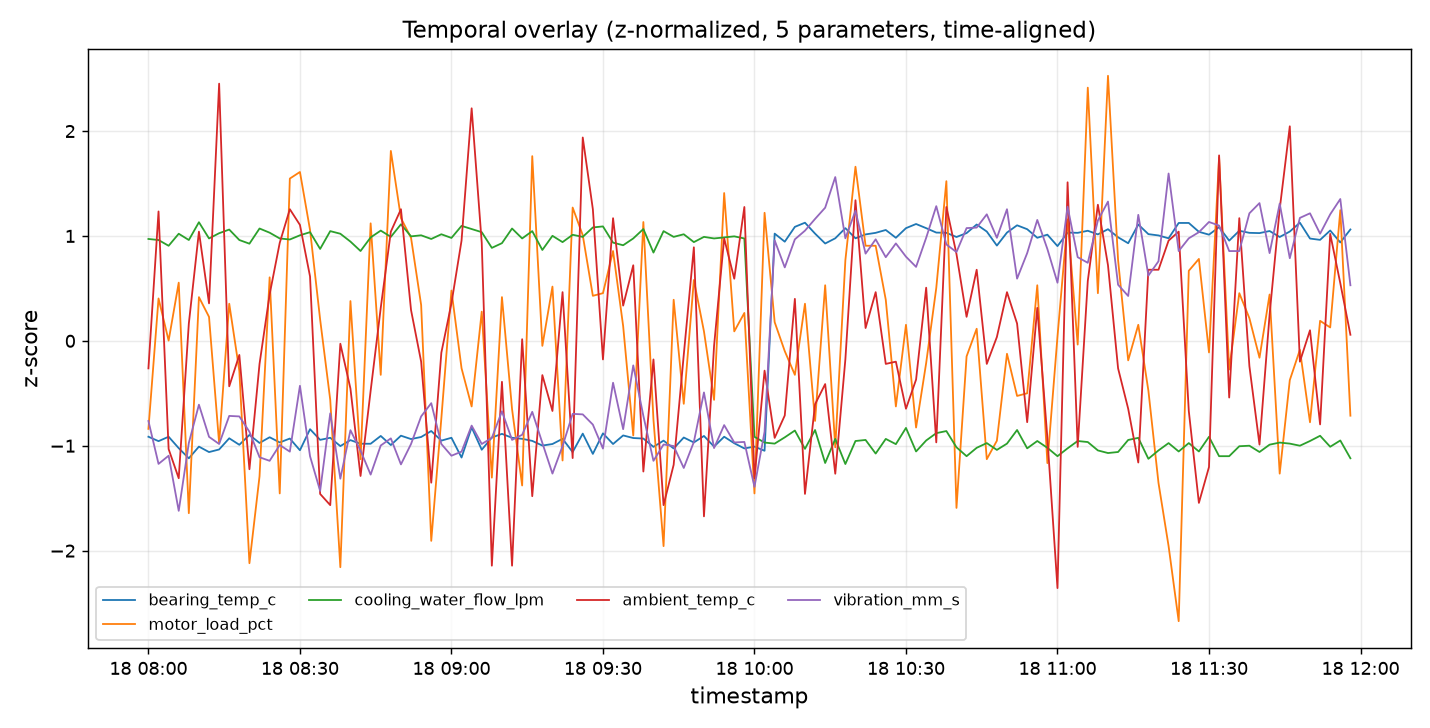 Temporal overlay (z-normalized, 5 parameters, time-aligned)
z-score
2
1
0
−1
−2
bearing_temp_c cooling_water_flow_lpm ambient_temp_c vibration_mm_s
motor_load_pct
18 08:00 18 08:30 18 09:00 18 09:30 18 10:00 18 10:30 18 11:00 18 11:30 18 12:00
timestamp